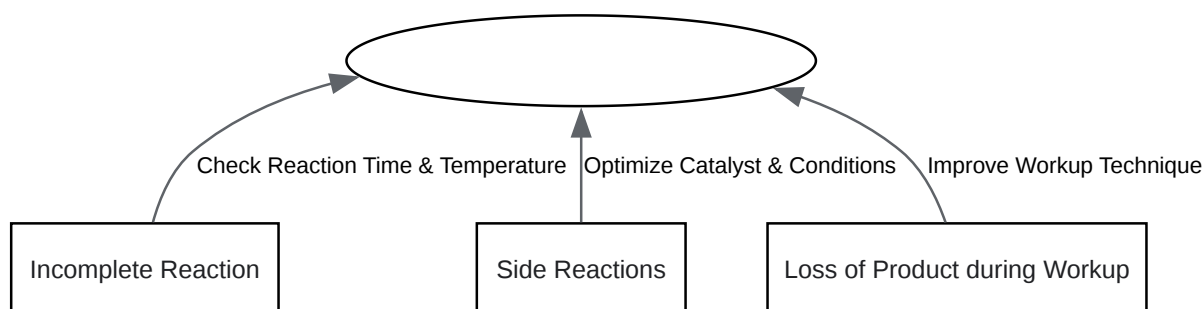 Check Reaction Time & Temperature
Optimize Catalyst & Conditions
Improve Workup Technique
Incomplete Reaction
Side Reactions
Loss of Product during Workup